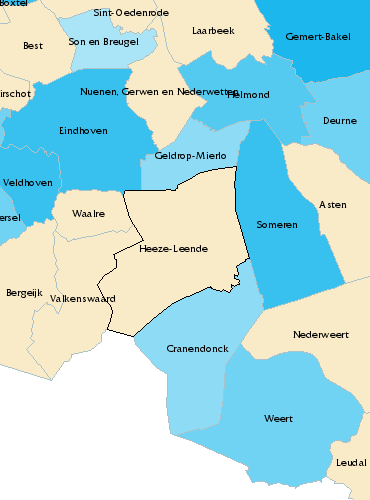 Boxtel
Sint-Oedenrode
Laarbeek
Gemert-Bakel
Best
Son en Breugel
irschot
Nuenen, Gerwen en Nederwetten
Helmond
Deurne
Eindhoven
Geldrop-Mierlo
Veldhoven
Asten
ersel
Waalre
Someren
Heeze-Leende
Bergeijk
Valkenswaard
Nederweert
Cranendonck
Weert
Leudal